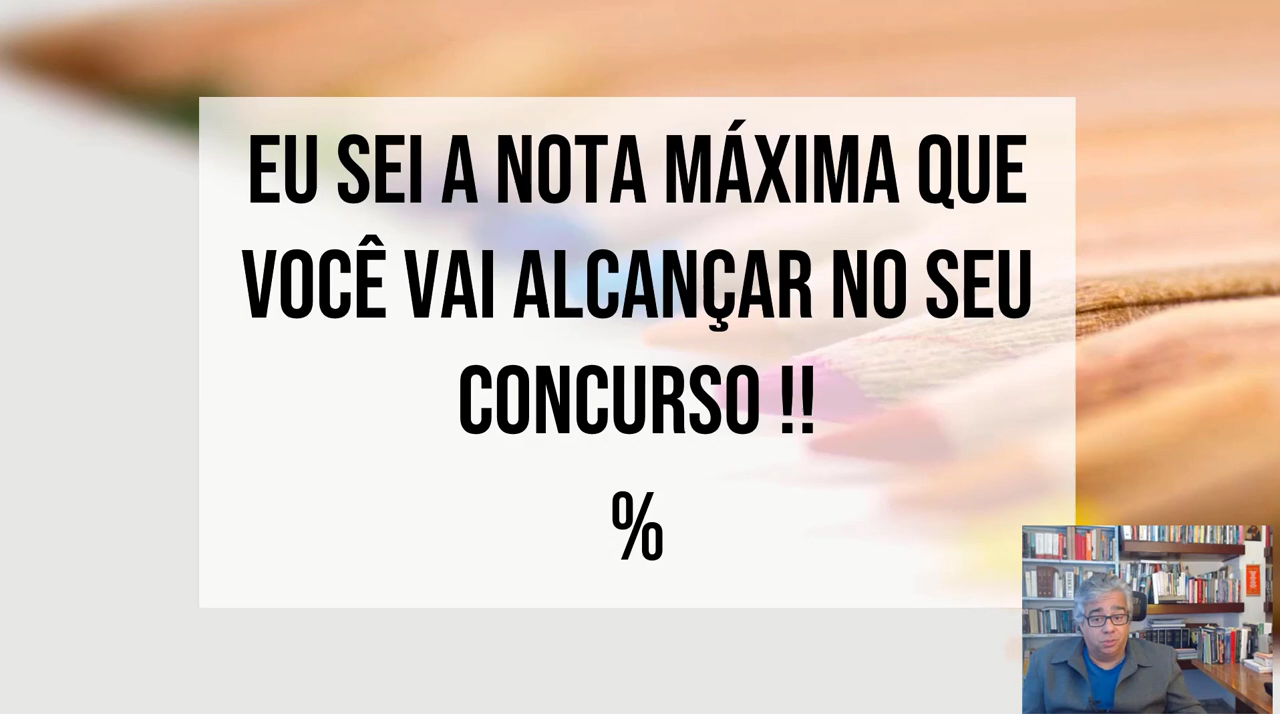 EU SEI A NOTA MÁXIMA QUE
VOCÊ VAI ALCANÇAR NO SEU
CONCURSO !!
%